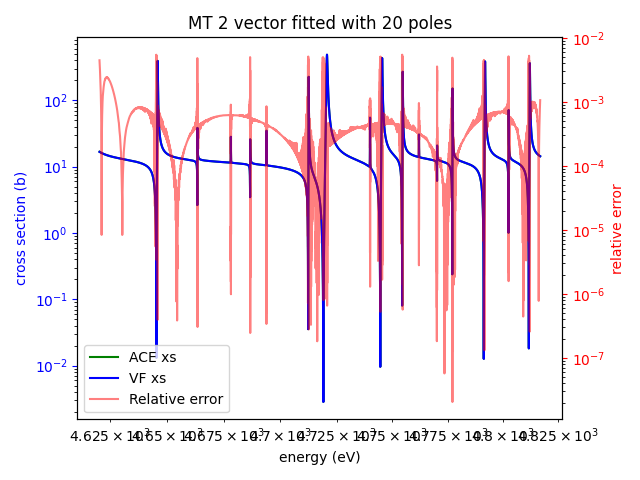 MT 2 vector fitted with 20 poles
cross section (b)
10²
10¹
10⁰
10⁻¹
10⁻²
relative error
10⁻²
10⁻³
10⁻⁴
10⁻⁵
10⁻⁶
10⁻⁷
ACE xs
VF xs
Relative error
4.625 × 10³ 4.65 × 10³ 4.675 × 10³ 4.7 × 10³ 4.725 × 10³ 4.75 × 10³ 4.775 × 10³ 4.8 × 10³ 4.825 × 10³
energy (eV)